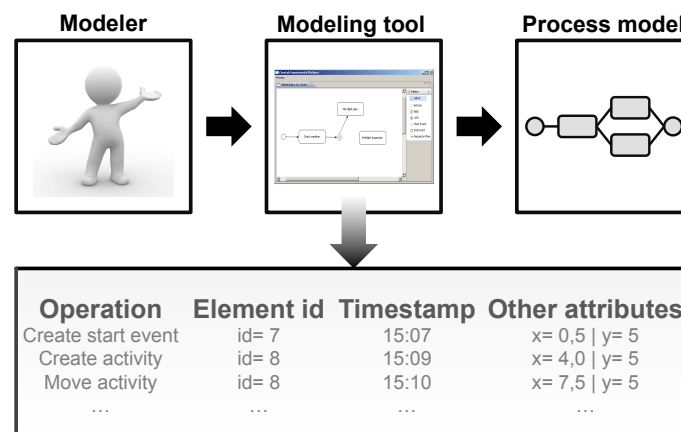 Modeler
Modeling tool
Process model
Operation Element id Timestamp Other attributes
Create start event id= 7 15:07 x= 0,5 | y= 5
Create activity id= 8 15:09 x= 4,0 | y= 5
Move activity id= 8 15:10 x= 7,5 | y= 5
… … … …